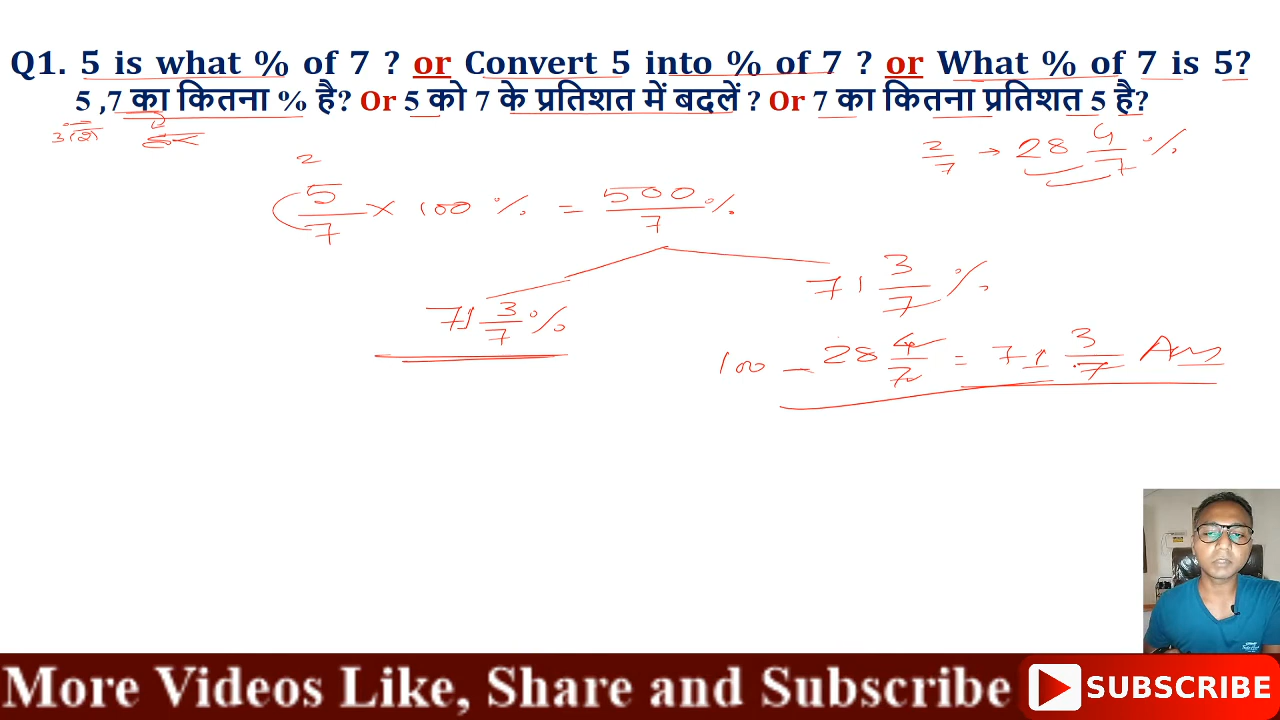 Q1. 5 is what % of 7 ? or Convert 5 into % of 7 ? or What % of 7 is 5?
5 ,7 का कितना % है? Or 5 को 7 के प्रतिशत में बदलें ? Or 7 का कितना प्रतिशत 5 है?
2/7 → 28 4/7 %
2
5/7 × 100 % = 500/7 %
71 3/7 %
71 3/7 %
100 - 28 4/7 = 71 3/7 Ans
More Videos Like, Share and Subscribe
SUBSCRIBE